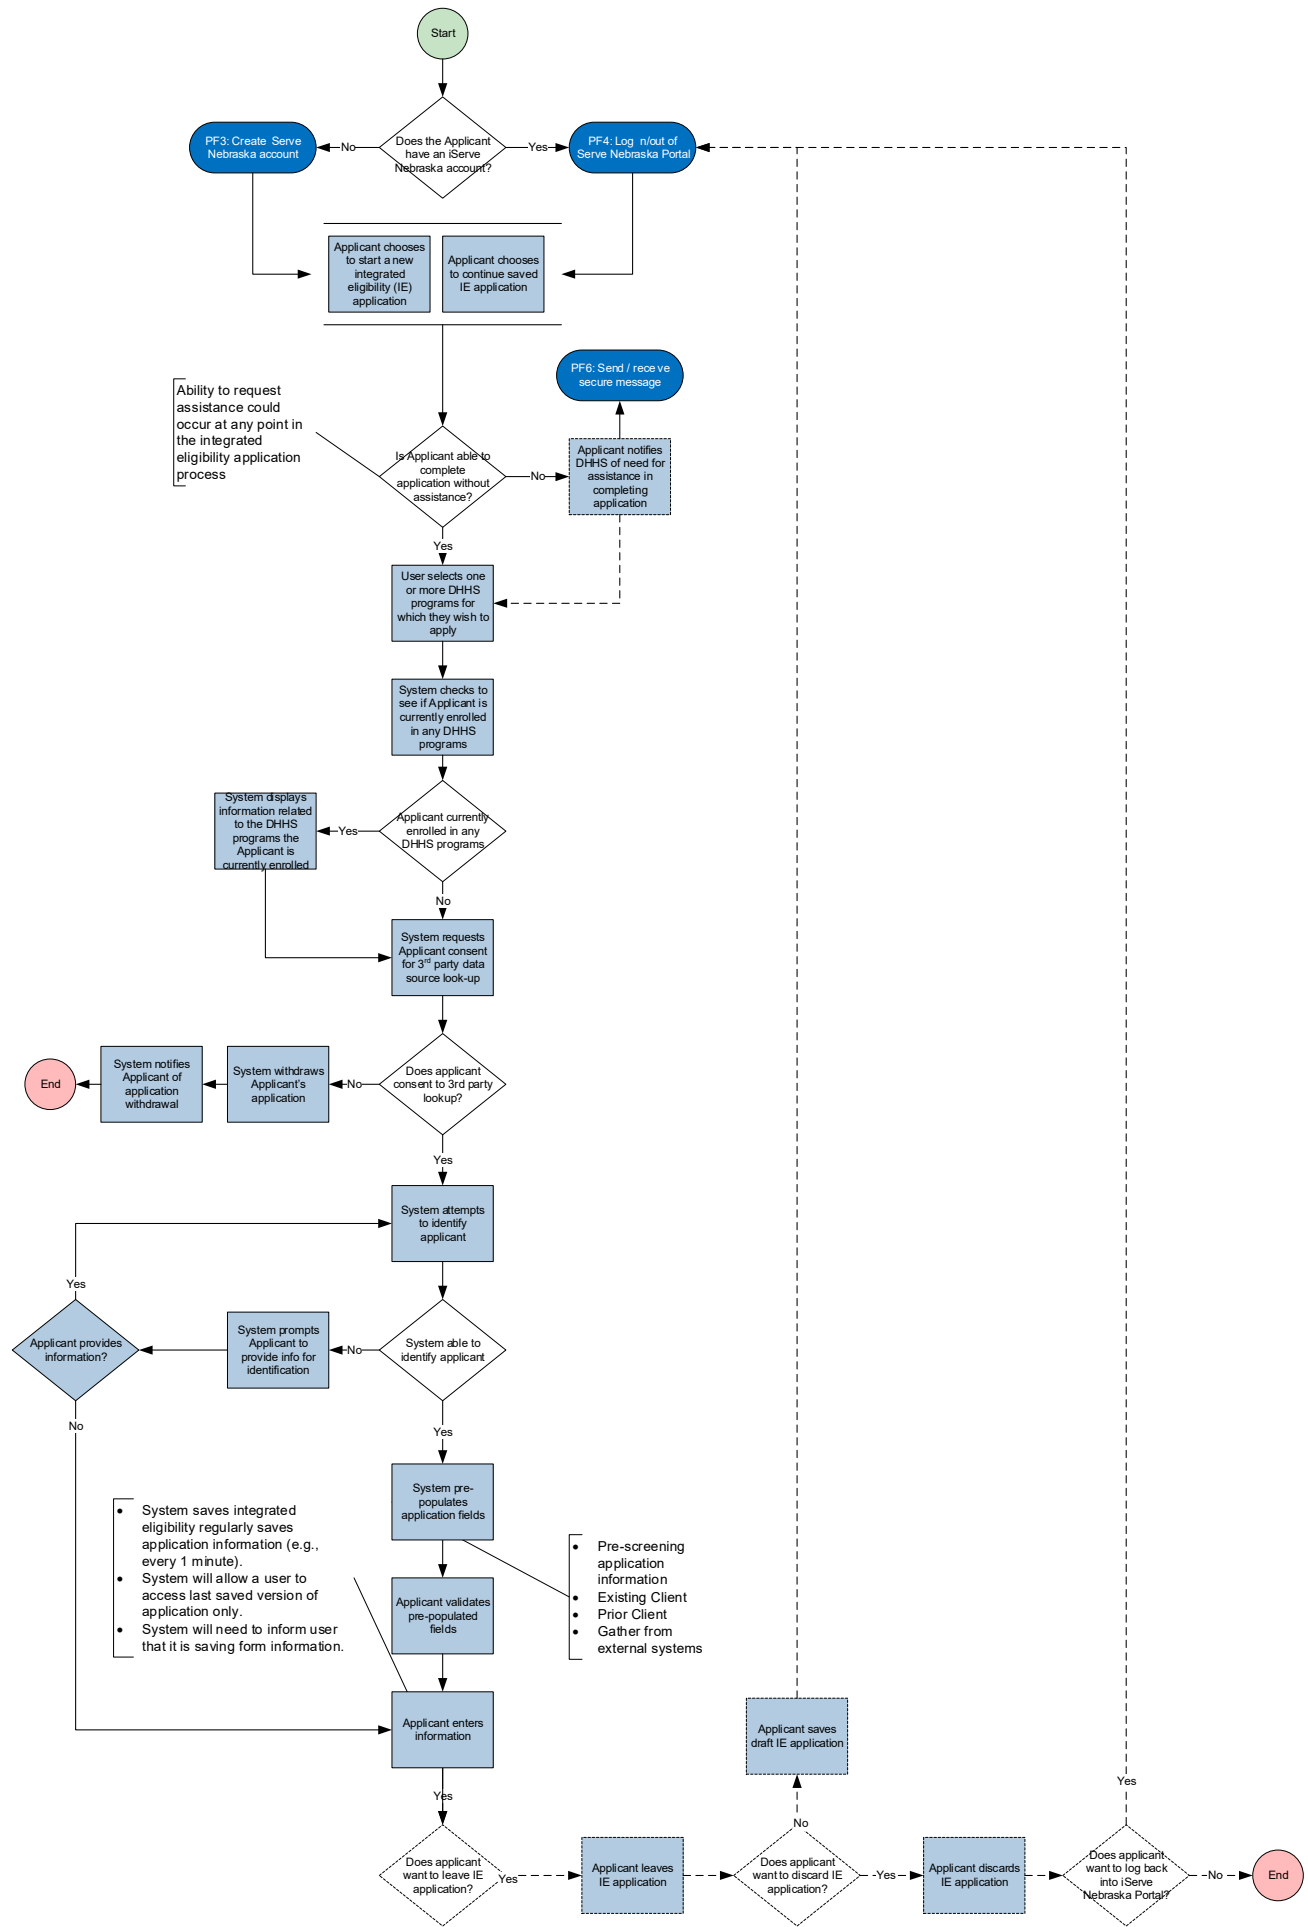 Start
Does the Applicant
have an iServe
Nebraska account?
No
Yes
PF3: Create Serve
Nebraska account
PF4: Log n/out of
Serve Nebraska Portal
Applicant chooses
to start a new
integrated
eligibility (IE)
application
Applicant chooses
to continue saved
IE application
PF6: Send / receive
secure message
Ability to request
assistance could
occur at any point in
the integrated
eligibility application
process
Is Applicant able to
complete
application without
assistance?
No
Applicant notifies
DHHS of need for
assistance in
completing
application
Yes
User selects one
or more DHHS
programs for
which they wish to
apply
System checks to
see if Applicant is
currently enrolled
in any DHHS
programs
System displays
information related
to the DHHS
programs the
Applicant is
currently enrolled
Yes
Applicant currently
enrolled in any
DHHS programs
No
System requests
Applicant consent
for 3rd party data
source look-up
End
System notifies
Applicant of
application
withdrawal
System withdraws
Applicant's
application
No
Does applicant
consent to 3rd party
lookup?
Yes
System attempts
to identify
applicant
Yes
Applicant provides
information?
System prompts
Applicant to
provide info for
identification
No
System able to
identify applicant
No
Yes
System pre-
populates
application fields
• System saves integrated
eligibility regularly saves
application information (e.g.,
every 1 minute).
• System will allow a user to
access last saved version of
application only.
• System will need to inform user
that it is saving form information.
• Pre-screening
application
information
• Existing Client
• Prior Client
• Gather from
external systems
Applicant validates
pre-populated
fields
Applicant enters
information
Applicant saves
draft IE application
Yes
Yes
No
Does applicant
want to leave IE
application?
Yes
Applicant leaves
IE application
Does applicant
want to discard IE
application?
Yes
Applicant discards
IE application
Does applicant
want to log back
into iServe
Nebraska Portal?
No
End